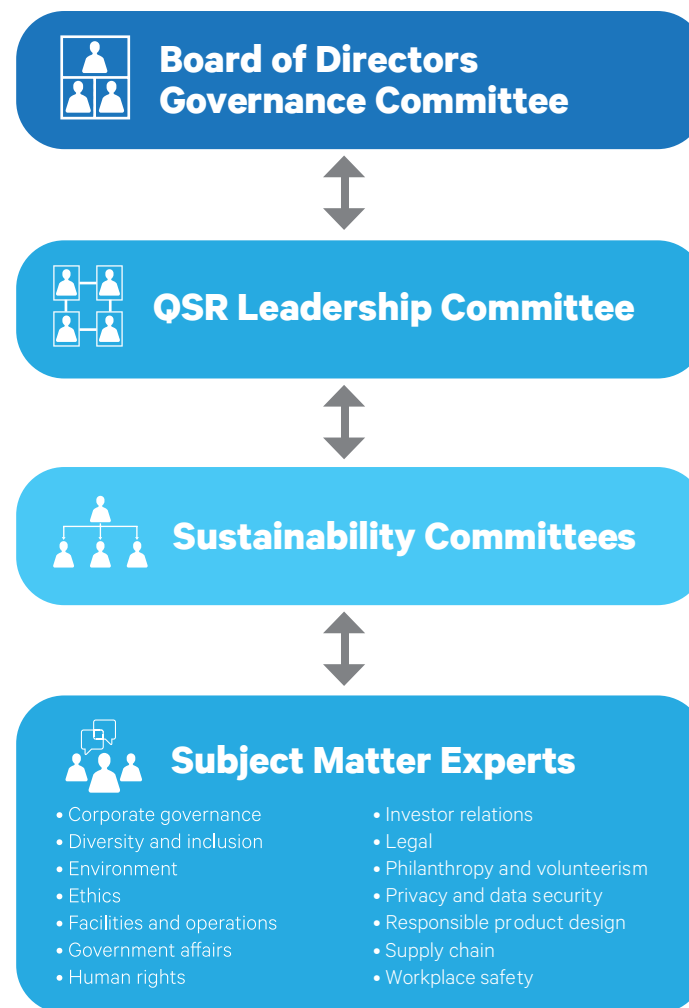 Board of Directors
Governance Committee
QSR Leadership Committee
Sustainability Committees
Subject Matter Experts
• Corporate governance
• Diversity and inclusion
• Environment
• Ethics
• Facilities and operations
• Government affairs
• Human rights
• Investor relations
• Legal
• Philanthropy and volunteerism
• Privacy and data security
• Responsible product design
• Supply chain
• Workplace safety